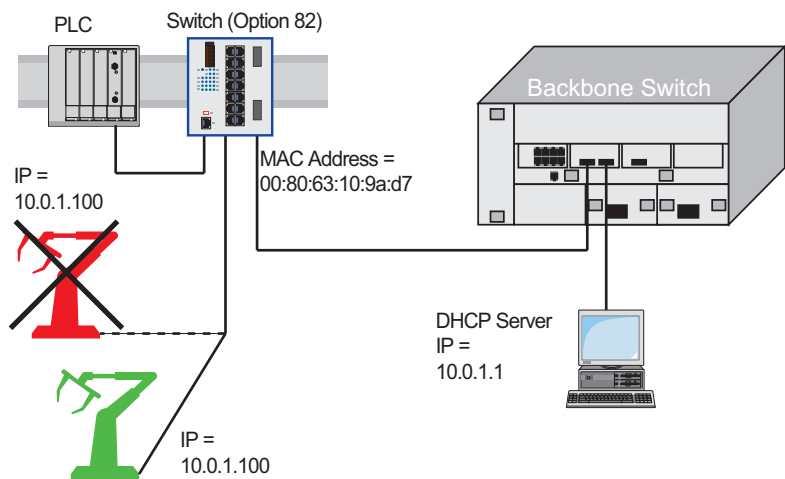 PLC
Switch (Option 82)
Backbone Switch
MAC Address =
00:80:63:10:9a:d7
IP =
10.0.1.100
DHCP Server
IP =
10.0.1.1
IP =
10.0.1.100